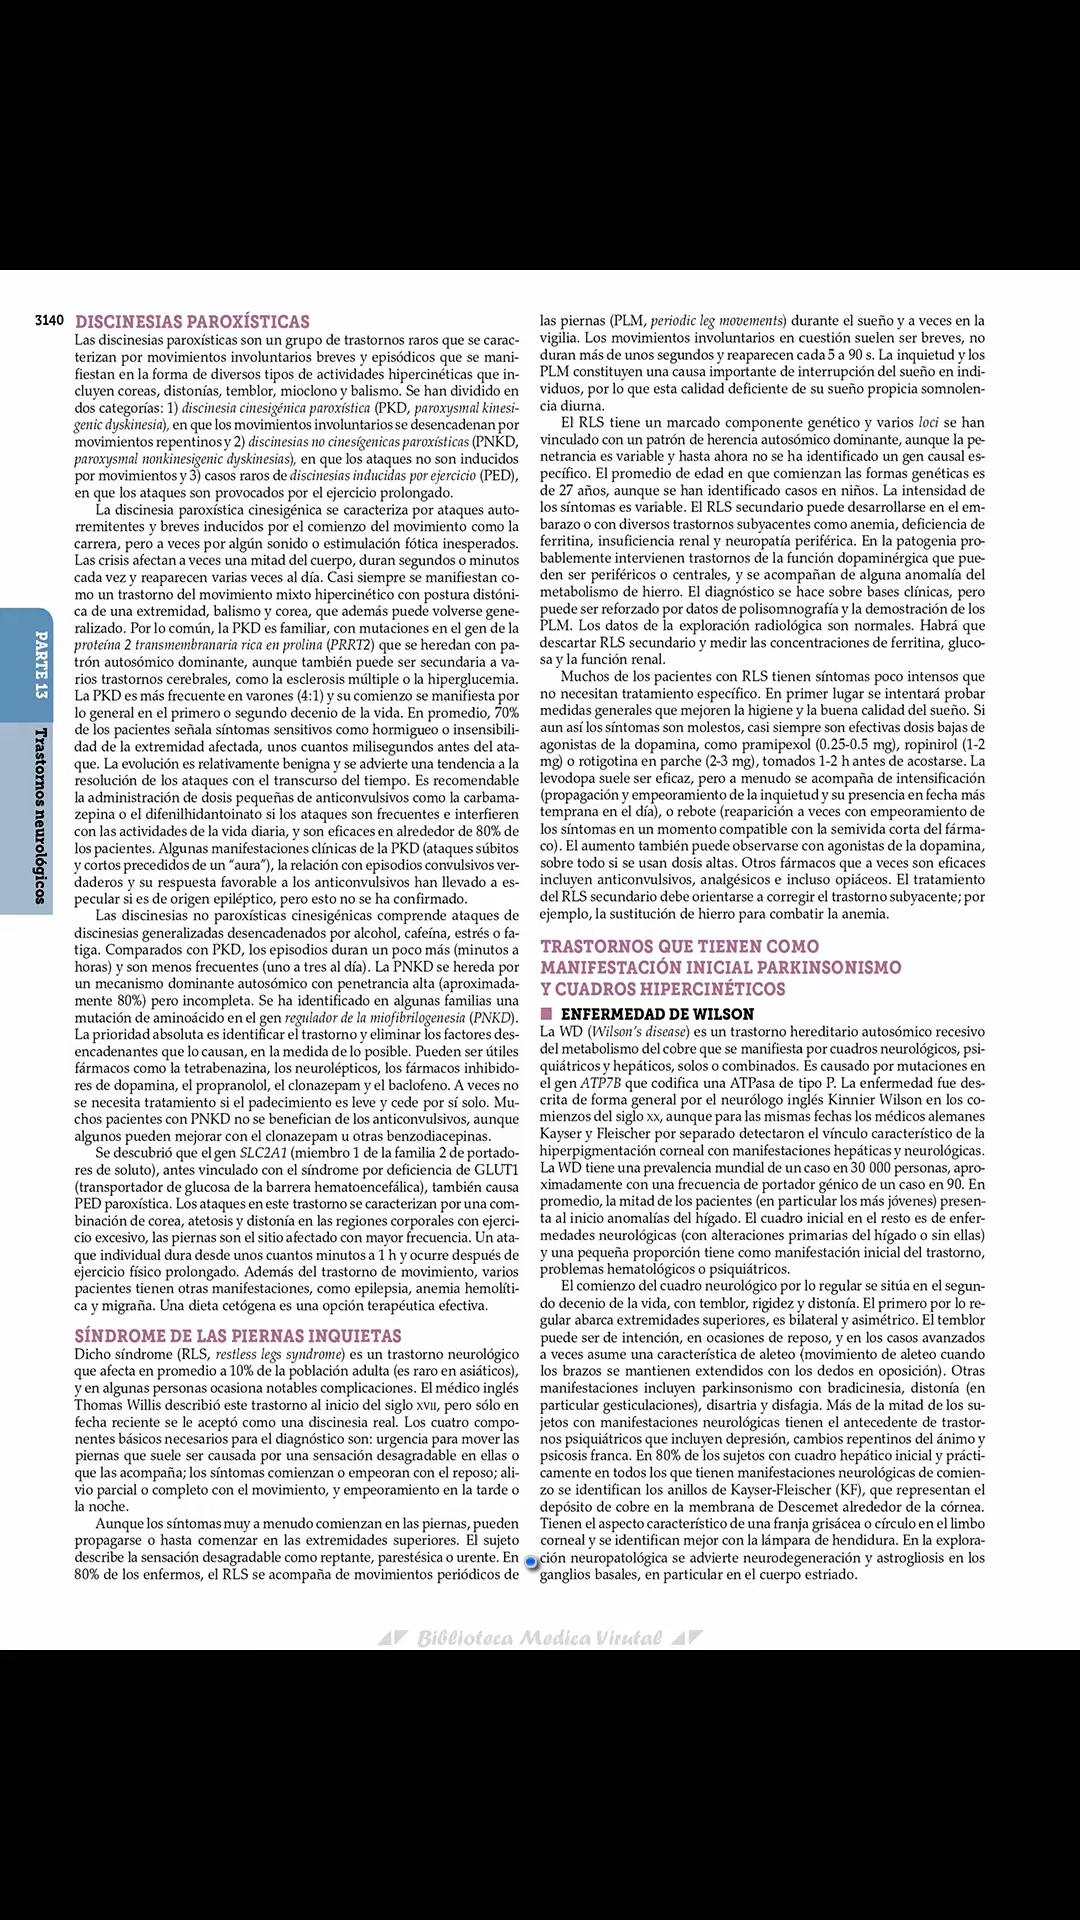 3140
DISCINESIAS PAROXÍSTICAS
Las discinesias paroxísticas son un grupo de trastornos raros que se carac-
terizan por movimientos involuntarios breves y episódicos que se mani-
fiestan en la forma de diversos tipos de actividades hipercinéticas que in-
cluyen coreas, distonías, temblor, mioclono y balismo. Se han dividido en
dos categorías: 1) discinesia cinesigénica paroxística (PKD, paroxysmal kinesi-
genic dyskinesia), en que los movimientos involuntarios se desencadenan por
movimientos repentinos y 2) discinesias no cinesígenicas paroxísticas (PNKD,
paroxysmal nonkinesigenic dyskinesias), en que los ataques no son inducidos
por movimientos y 3) casos raros de discinesias inducidas por ejercicio (PED),
en que los ataques son provocados por el ejercicio prolongado.
La discinesia paroxística cinesigénica se caracteriza por ataques auto-
rremitentes y breves inducidos por el comienzo del movimiento como la
carrera, pero a veces por algún sonido o estimulación fótica inesperados.
Las crisis afectan a veces una mitad del cuerpo, duran segundos o minutos
cada vez y reaparecen varias veces al día. Casi siempre se manifiestan co-
mo un trastorno del movimiento mixto hipercinético con postura distóni-
ca de una extremidad, balismo y corea, que además puede volverse gene-
ralizado. Por lo común, la PKD es familiar, con mutaciones en el gen de la
proteína 2 transmembranaria rica en prolina (PRRT2) que se heredan con pa-
trón autosómico dominante, aunque también puede ser secundaria a va-
rios trastornos cerebrales, como la esclerosis múltiple o la hiperglucemia.
La PKD es más frecuente en varones (4:1) y su comienzo se manifiesta por
lo general en el primero o segundo decenio de la vida. En promedio, 70%
de los pacientes señala síntomas sensitivos como hormigueo o insensibili-
dad de la extremidad afectada, unos cuantos milisegundos antes del ata-
que. La evolución es relativamente benigna y se advierte una tendencia a la
resolución de los ataques con el transcurso del tiempo. Es recomendable
la administración de dosis pequeñas de anticonvulsivos como la carbama-
zepina o el difenilhidantoinato si los ataques son frecuentes e interfieren
con las actividades de la vida diaria, y son eficaces en alrededor de 80% de
los pacientes. Algunas manifestaciones clínicas de la PKD (ataques súbitos
y cortos precedidos de un “aura”), la relación con episodios convulsivos ver-
daderos y su respuesta favorable a los anticonvulsivos han llevado a es-
pecular si es de origen epiléptico, pero esto no se ha confirmado.
Las discinesias no paroxísticas cinesigénicas comprende ataques de
discinesias generalizadas desencadenados por alcohol, cafeína, estrés o fa-
tiga. Comparados con PKD, los episodios duran un poco más (minutos a
horas) y son menos frecuentes (uno a tres al día). La PNKD se hereda por
un mecanismo dominante autosómico con penetrancia alta (aproximada-
mente 80%) pero incompleta. Se ha identificado en algunas familias una
mutación de aminoácido en el gen regulador de la miofibrilogenesia (PNKD).
La prioridad absoluta es identificar el trastorno y eliminar los factores des-
encadenantes que lo causan, en la medida de lo posible. Pueden ser útiles
fármacos como la tetrabenazina, los neurolépticos, los fármacos inhibido-
res de dopamina, el propranolol, el clonazepam y el baclofeno. A veces no
se necesita tratamiento si el padecimiento es leve y cede por sí solo. Mu-
chos pacientes con PNKD no se benefician de los anticonvulsivos, aunque
algunos pueden mejorar con el clonazepam u otras benzodiacepinas.
Se descubrió que el gen SLC2A1 (miembro 1 de la familia 2 de portado-
res de soluto), antes vinculado con el síndrome por deficiencia de GLUT1
(transportador de glucosa de la barrera hematoencefálica), también causa
PED paroxística. Los ataques en este trastorno se caracterizan por una com-
binación de corea, atetosis y distonía en las regiones corporales con ejerci-
cio excesivo, las piernas son el sitio afectado con mayor frecuencia. Un ata-
que individual dura desde unos cuantos minutos a 1 h y ocurre después de
ejercicio físico prolongado. Además del trastorno de movimiento, varios
pacientes tienen otras manifestaciones, como epilepsia, anemia hemolíti-
ca y migraña. Una dieta cetógena es una opción terapéutica efectiva.
SÍNDROME DE LAS PIERNAS INQUIETAS
Dicho síndrome (RLS, restless legs syndrome) es un trastorno neurológico
que afecta en promedio a 10% de la población adulta (es raro en asiáticos),
y en algunas personas ocasiona notables complicaciones. El médico inglés
Thomas Willis describió este trastorno al inicio del siglo XVII, pero sólo en
fecha reciente se le aceptó como una discinesia real. Los cuatro compo-
nentes básicos necesarios para el diagnóstico son: urgencia para mover las
piernas que suele ser causada por una sensación desagradable en ellas o
que las acompaña; los síntomas comienzan o empeoran con el reposo; ali-
vio parcial o completo con el movimiento, y empeoramiento en la tarde o
la noche.
Aunque los síntomas muy a menudo comienzan en las piernas, pueden
propagarse o hasta comenzar en las extremidades superiores. El sujeto
describe la sensación desagradable como reptante, parestésica o urente. En
80% de los enfermos, el RLS se acompaña de movimientos periódicos de
las piernas (PLM, periodic leg movements) durante el sueño y a veces en la
vigilia. Los movimientos involuntarios en cuestión suelen ser breves, no
duran más de unos segundos y reaparecen cada 5 a 90 s. La inquietud y los
PLM constituyen una causa importante de interrupción del sueño en indi-
viduos, por lo que esta calidad deficiente de su sueño propicia somnolen-
cia diurna.
El RLS tiene un marcado componente genético y varios loci se han
vinculado con un patrón de herencia autosómico dominante, aunque la pe-
netrancia es variable y hasta ahora no se ha identificado un gen causal es-
pecífico. El promedio de edad en que comienzan las formas genéticas es
de 27 años, aunque se han identificado casos en niños. La intensidad de
los síntomas es variable. El RLS secundario puede desarrollarse en el em-
barazo o con diversos trastornos subyacentes como anemia, deficiencia de
ferritina, insuficiencia renal y neuropatía periférica. En la patogenia pro-
bablemente intervienen trastornos de la función dopaminérgica que pue-
den ser periféricos o centrales, y se acompañan de alguna anomalía del
metabolismo de hierro. El diagnóstico se hace sobre bases clínicas, pero
puede ser reforzado por datos de polisomnografía y la demostración de los
PLM. Los datos de la exploración radiológica son normales. Habrá que
descartar RLS secundario y medir las concentraciones de ferritina, gluco-
sa y la función renal.
Muchos de los pacientes con RLS tienen síntomas poco intensos que
no necesitan tratamiento específico. En primer lugar se intentará probar
medidas generales que mejoren la higiene y la buena calidad del sueño. Si
aun así los síntomas son molestos, casi siempre son efectivas dosis bajas de
agonistas de la dopamina, como pramipexol (0.25-0.5 mg), ropinirol (1-2
mg) o rotigotina en parche (2-3 mg), tomados 1-2 h antes de acostarse. La
levodopa suele ser eficaz, pero a menudo se acompaña de intensificación
(propagación y empeoramiento de la inquietud y su presencia en fecha más
temprana en el día), o rebote (reaparición a veces con empeoramiento de
los síntomas en un momento compatible con la semivida corta del fárma-
co). El aumento también puede observarse con agonistas de la dopamina,
sobre todo si se usan dosis altas. Otros fármacos que a veces son eficaces
incluyen anticonvulsivos, analgésicos e incluso opiáceos. El tratamiento
del RLS secundario debe orientarse a corregir el trastorno subyacente; por
ejemplo, la sustitución de hierro para combatir la anemia.
TRASTORNOS QUE TIENEN COMO
MANIFESTACIÓN INICIAL PARKINSONISMO
Y CUADROS HIPERCINÉTICOS
ENFERMEDAD DE WILSON
La WD (Wilson's disease) es un trastorno hereditario autosómico recesivo
del metabolismo del cobre que se manifiesta por cuadros neurológicos, psi-
quiátricos y hepáticos, solos o combinados. Es causado por mutaciones en
el gen ATP7B que codifica una ATPasa de tipo P. La enfermedad fue des-
crita de forma general por el neurólogo inglés Kinnier Wilson en los co-
mienzos del siglo XX, aunque para las mismas fechas los médicos alemanes
Kayser y Fleischer por separado detectaron el vínculo característico de la
hiperpigmentación corneal con manifestaciones hepáticas y neurológicas.
La WD tiene una prevalencia mundial de un caso en 30 000 personas, apro-
ximadamente con una frecuencia de portador génico de un caso en 90. En
promedio, la mitad de los pacientes (en particular los más jóvenes) presen-
ta al inicio anomalías del hígado. El cuadro inicial en el resto es de enfer-
medades neurológicas (con alteraciones primarias del hígado o sin ellas)
y una pequeña proporción tiene como manifestación inicial del trastorno,
problemas hematológicos o psiquiátricos.
El comienzo del cuadro neurológico por lo regular se sitúa en el segun-
do decenio de la vida, con temblor, rigidez y distonía. El primero por lo re-
gular abarca extremidades superiores, es bilateral y asimétrico. El temblor
puede ser de intención, en ocasiones de reposo, y en los casos avanzados
a veces asume una característica de aleteo (movimiento de aleteo cuando
los brazos se mantienen extendidos con los dedos en oposición). Otras
manifestaciones incluyen parkinsonismo con bradicinesia, distonía (en
particular gesticulaciones), disartria y disfagia. Más de la mitad de los su-
jetos con manifestaciones neurológicas tienen el antecedente de trastor-
nos psiquiátricos que incluyen depresión, cambios repentinos del ánimo y
psicosis franca. En 80% de los sujetos con cuadro hepático inicial y prácti-
camente en todos los que tienen manifestaciones neurológicas de comien-
zo se identifican los anillos de Kayser-Fleischer (KF), que representan el
depósito de cobre en la membrana de Descemet alrededor de la córnea.
Tienen el aspecto característico de una franja grisácea o círculo en el limbo
corneal y se identifican mejor con la lámpara de hendidura. En la explora-
ción neuropatológica se advierte neurodegeneración y astrogliosis en los
ganglios basales, en particular en el cuerpo estriado.
PARTE 13
Trastornos neurológicos
Biblioteca Medica Virutal